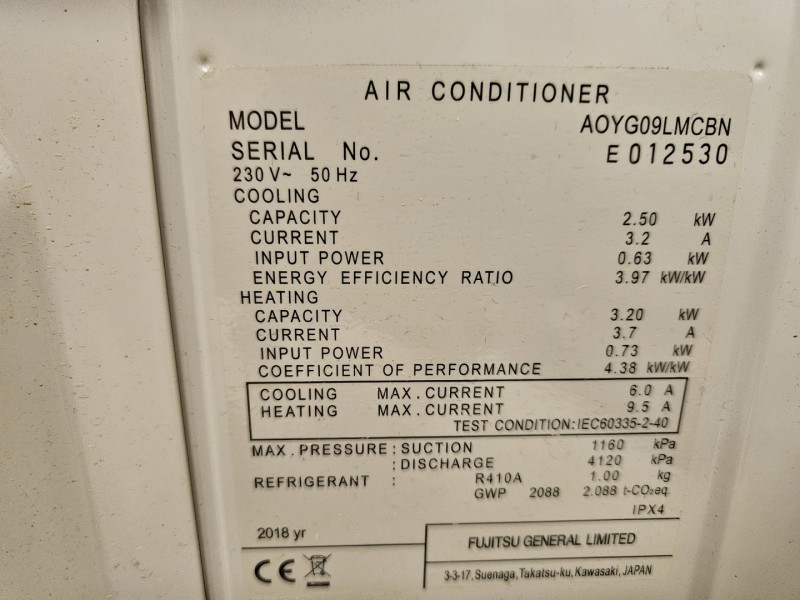 AIR CONDITIONER
MODEL AOYG09LMCBN
SERIAL No. E012530
230 V~ 50 Hz
COOLING
CAPACITY 2.50 kW
CURRENT 3.2 A
INPUT POWER 0.63 kW
ENERGY EFFICIENCY RATIO 3.97 kW/kW
HEATING
CAPACITY 3.20 kW
CURRENT 3.7 A
INPUT POWER 0.73 kW
COEFFICIENT OF PERFORMANCE 4.38 kW/kW
COOLING MAX. CURRENT 6.0 A
HEATING MAX. CURRENT 9.5 A
TEST CONDITION: IEC60335-2-40
MAX. PRESSURE : SUCTION 1160 kPa
: DISCHARGE 4120 kPa
REFRIGERANT : R410A 1.00 kg
GWP 2088 2.088 t-CO₂eq.
IPX4
2018 yr
FUJITSU GENERAL LIMITED
CE
3-3-17, Suenaga, Takatsu-ku, Kawasaki, JAPAN